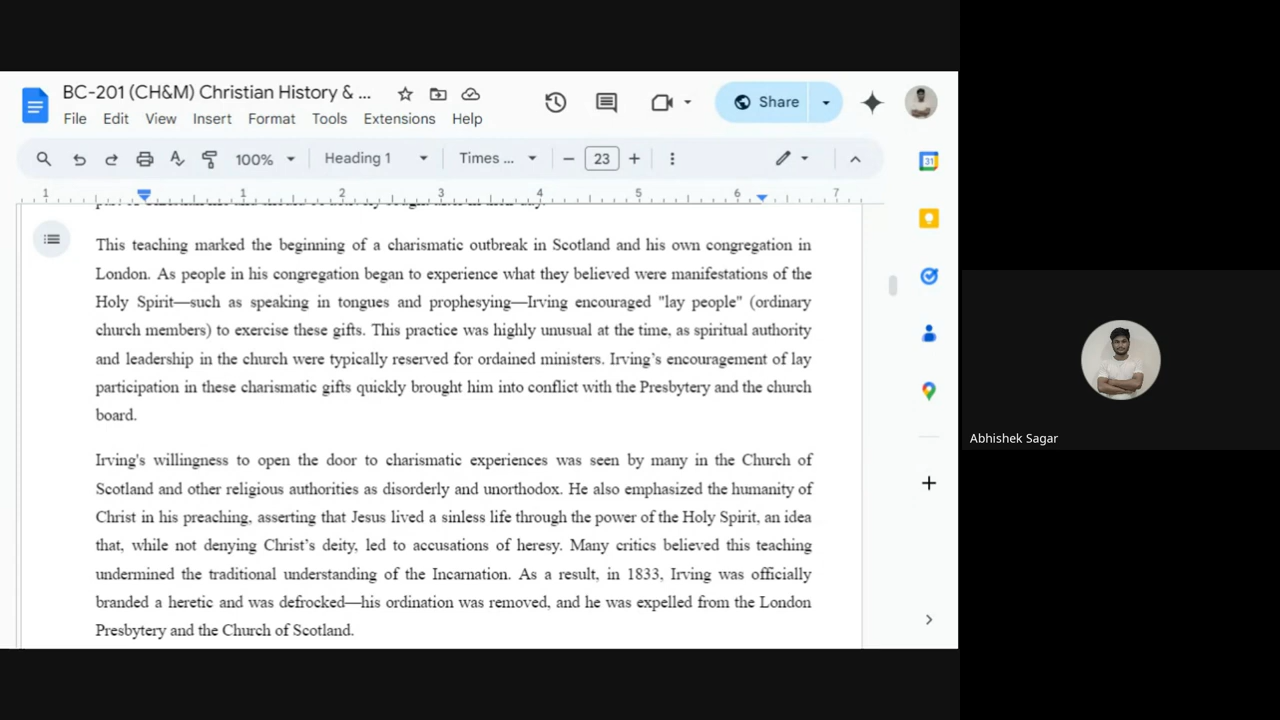 BC-201 (CH&M) Christian History & ...
Share
File Edit View Insert Format Tools Extensions Help
100% Heading 1 Times ... 23
1 1 2 3 4 5 6 7
This teaching marked the beginning of a charismatic outbreak in Scotland and his own congregation in
London. As people in his congregation began to experience what they believed were manifestations of the
Holy Spirit—such as speaking in tongues and prophesying—Irving encouraged "lay people" (ordinary
church members) to exercise these gifts. This practice was highly unusual at the time, as spiritual authority
and leadership in the church were typically reserved for ordained ministers. Irving’s encouragement of lay
participation in these charismatic gifts quickly brought him into conflict with the Presbytery and the church
board.
Irving's willingness to open the door to charismatic experiences was seen by many in the Church of
Scotland and other religious authorities as disorderly and unorthodox. He also emphasized the humanity of
Christ in his preaching, asserting that Jesus lived a sinless life through the power of the Holy Spirit, an idea
that, while not denying Christ’s deity, led to accusations of heresy. Many critics believed this teaching
undermined the traditional understanding of the Incarnation. As a result, in 1833, Irving was officially
branded a heretic and was defrocked—his ordination was removed, and he was expelled from the London
Presbytery and the Church of Scotland.
31
Abhishek Sagar